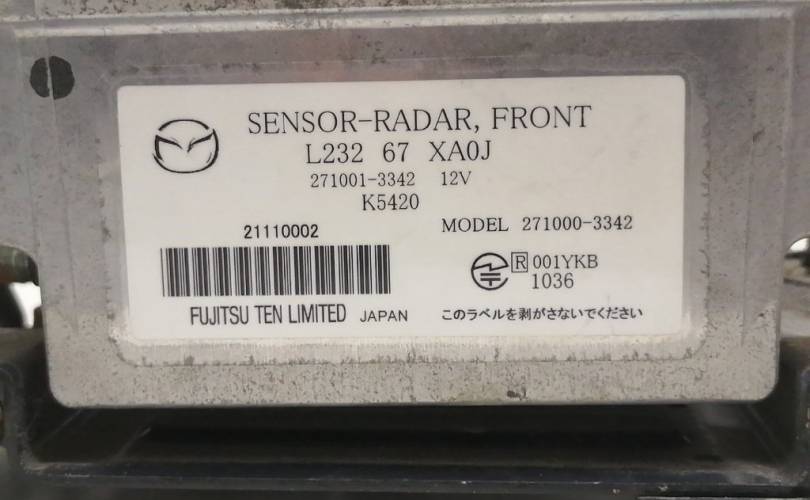 SENSOR-RADAR, FRONT
L232 67 XA0J
271001-3342 12V
K5420
21110002
MODEL 271000-3342
R 001YKB
1036
FUJITSU TEN LIMITED JAPAN
このラベルを剥がさないでください